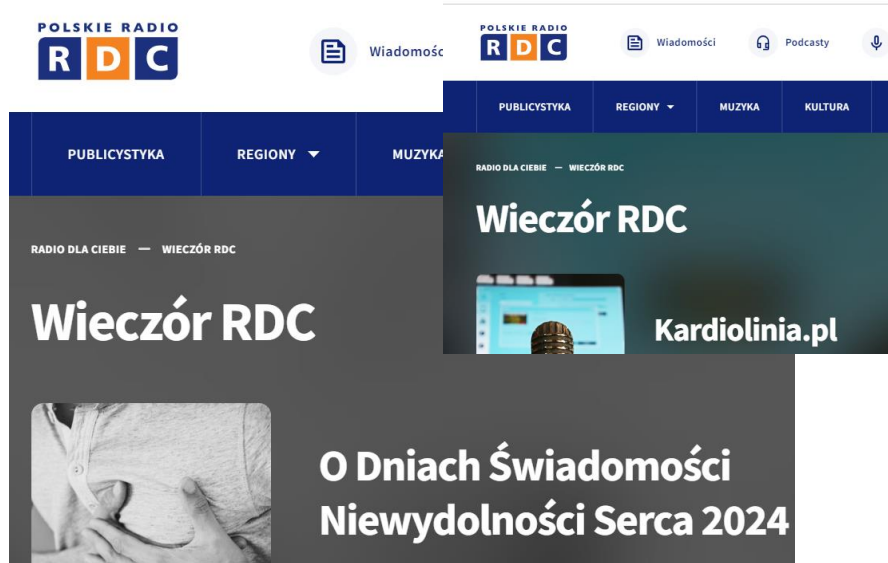 POLSKIE RADIO
RDC
Wiadomośc
PUBLICYSTYKA
REGIONY
MUZYKA
RADIO DLA CIEBIE — WIECZÓR RDC
Wieczór RDC
O Dniach Świadomości
Niewydolności Serca 2024
POLSKIE RADIO
RDC
Wiadomości
Podcasty
PUBLICYSTYKA
REGIONY
MUZYKA
KULTURA
RADIO DLA CIEBIE — WIECZÓR RDC
Wieczór RDC
Kardiolinia.pl